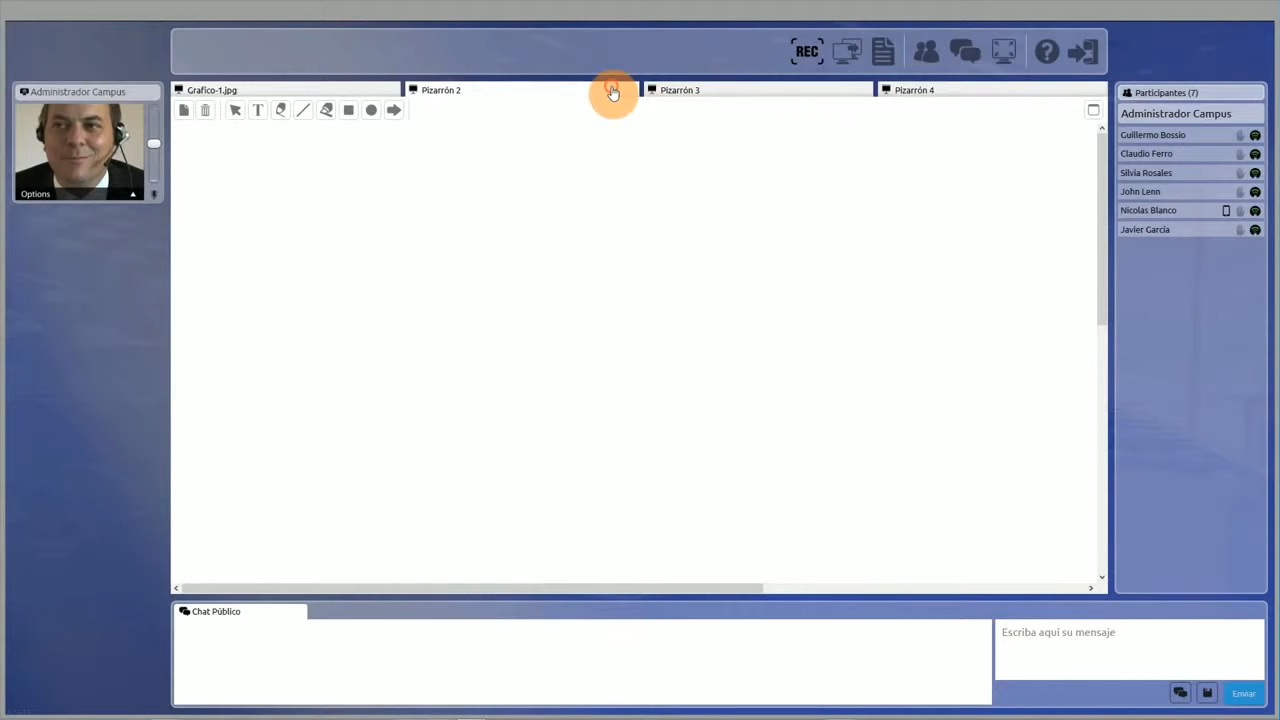 REC
Administrador Campus
Options
Grafico-1.jpg
Pizarrón 2
Pizarrón 3
Pizarrón 4
T
Participantes (7)
Administrador Campus
Guillermo Bossio
Claudio Ferro
Silvia Rosales
John Lenn
Nicolas Blanco
Javier García
Chat Público
Escriba aquí su mensaje
Enviar